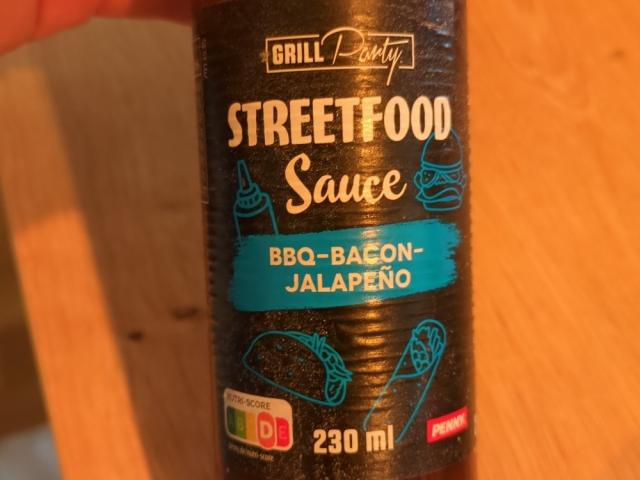 GRILL Party
STREETFOOD
Sauce
BBQ-BACON-
JALAPEÑO
NUTRI-SCORE
D E
230 ml
PENNY